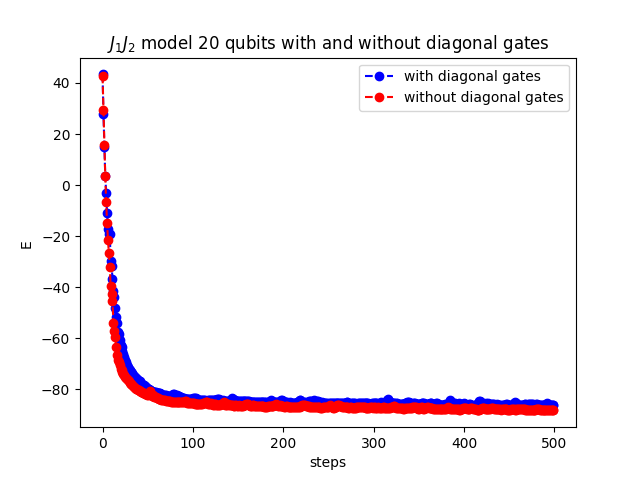 J₁J₂ model 20 qubits with and without diagonal gates
with diagonal gates
without diagonal gates
40
20
0
−20
−40
−60
−80
E
0 100 200 300 400 500
steps